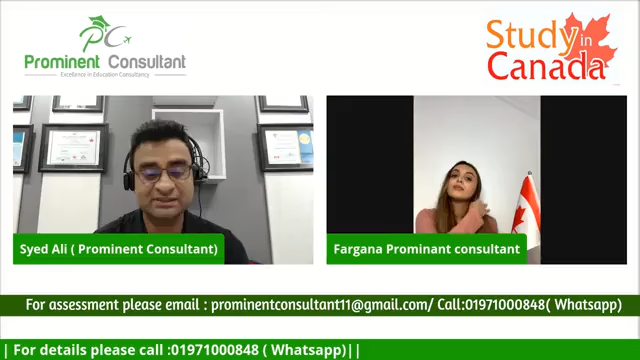 PC
Prominent Consultant
Excellence in Education Consultancy
Study in
Canada
Syed Ali ( Prominent Consultant)
Fargana Prominant consultant
For assessment please email : prominentconsultant11@gmail.com/ Call:01971000848( Whatsapp)
| For details please call :01971000848 ( Whatsapp)||